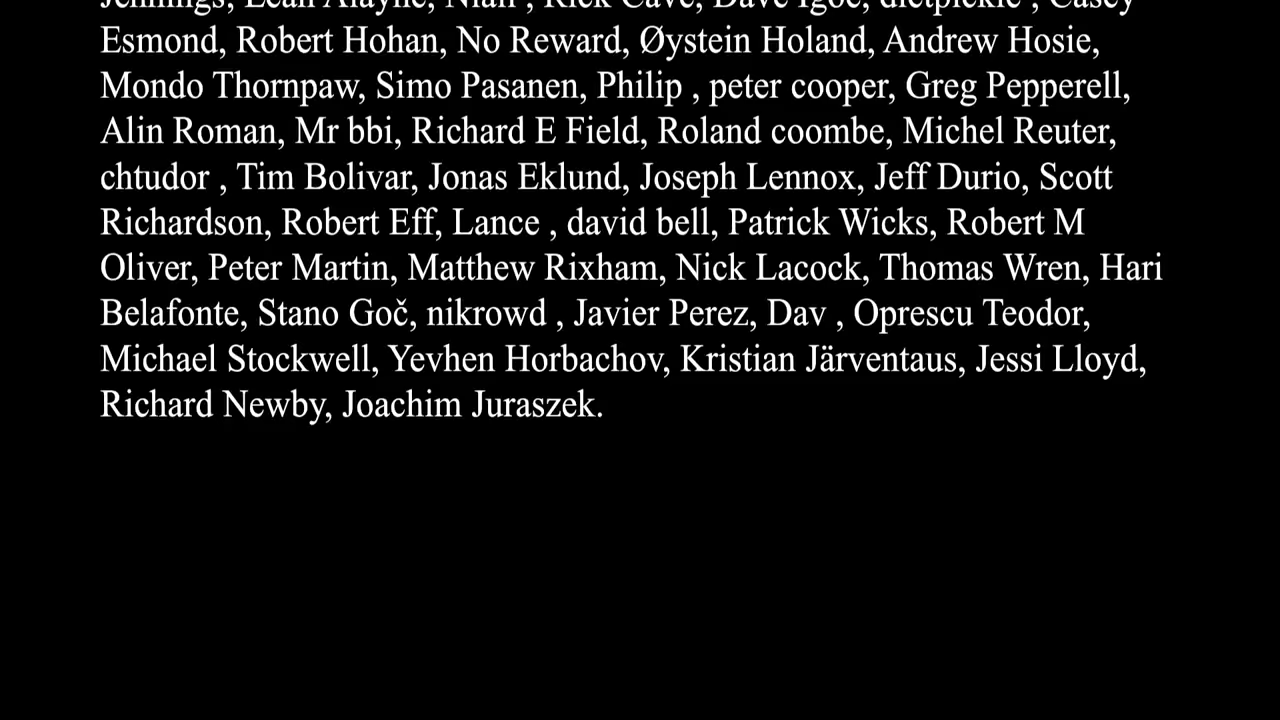 Jennings, Leah Alayne, Niall , Rick Cave, Dave Igoe, dietpickle , Casey
Esmond, Robert Hohan, No Reward, Øystein Holand, Andrew Hosie,
Mondo Thornpaw, Simo Pasanen, Philip , peter cooper, Greg Pepperell,
Alin Roman, Mr bbi, Richard E Field, Roland coombe, Michel Reuter,
chtudor , Tim Bolivar, Jonas Eklund, Joseph Lennox, Jeff Durio, Scott
Richardson, Robert Eff, Lance , david bell, Patrick Wicks, Robert M
Oliver, Peter Martin, Matthew Rixham, Nick Lacock, Thomas Wren, Hari
Belafonte, Stano Goč, nikrowd , Javier Perez, Dav , Oprescu Teodor,
Michael Stockwell, Yevhen Horbachov, Kristian Järventaus, Jessi Lloyd,
Richard Newby, Joachim Juraszek.